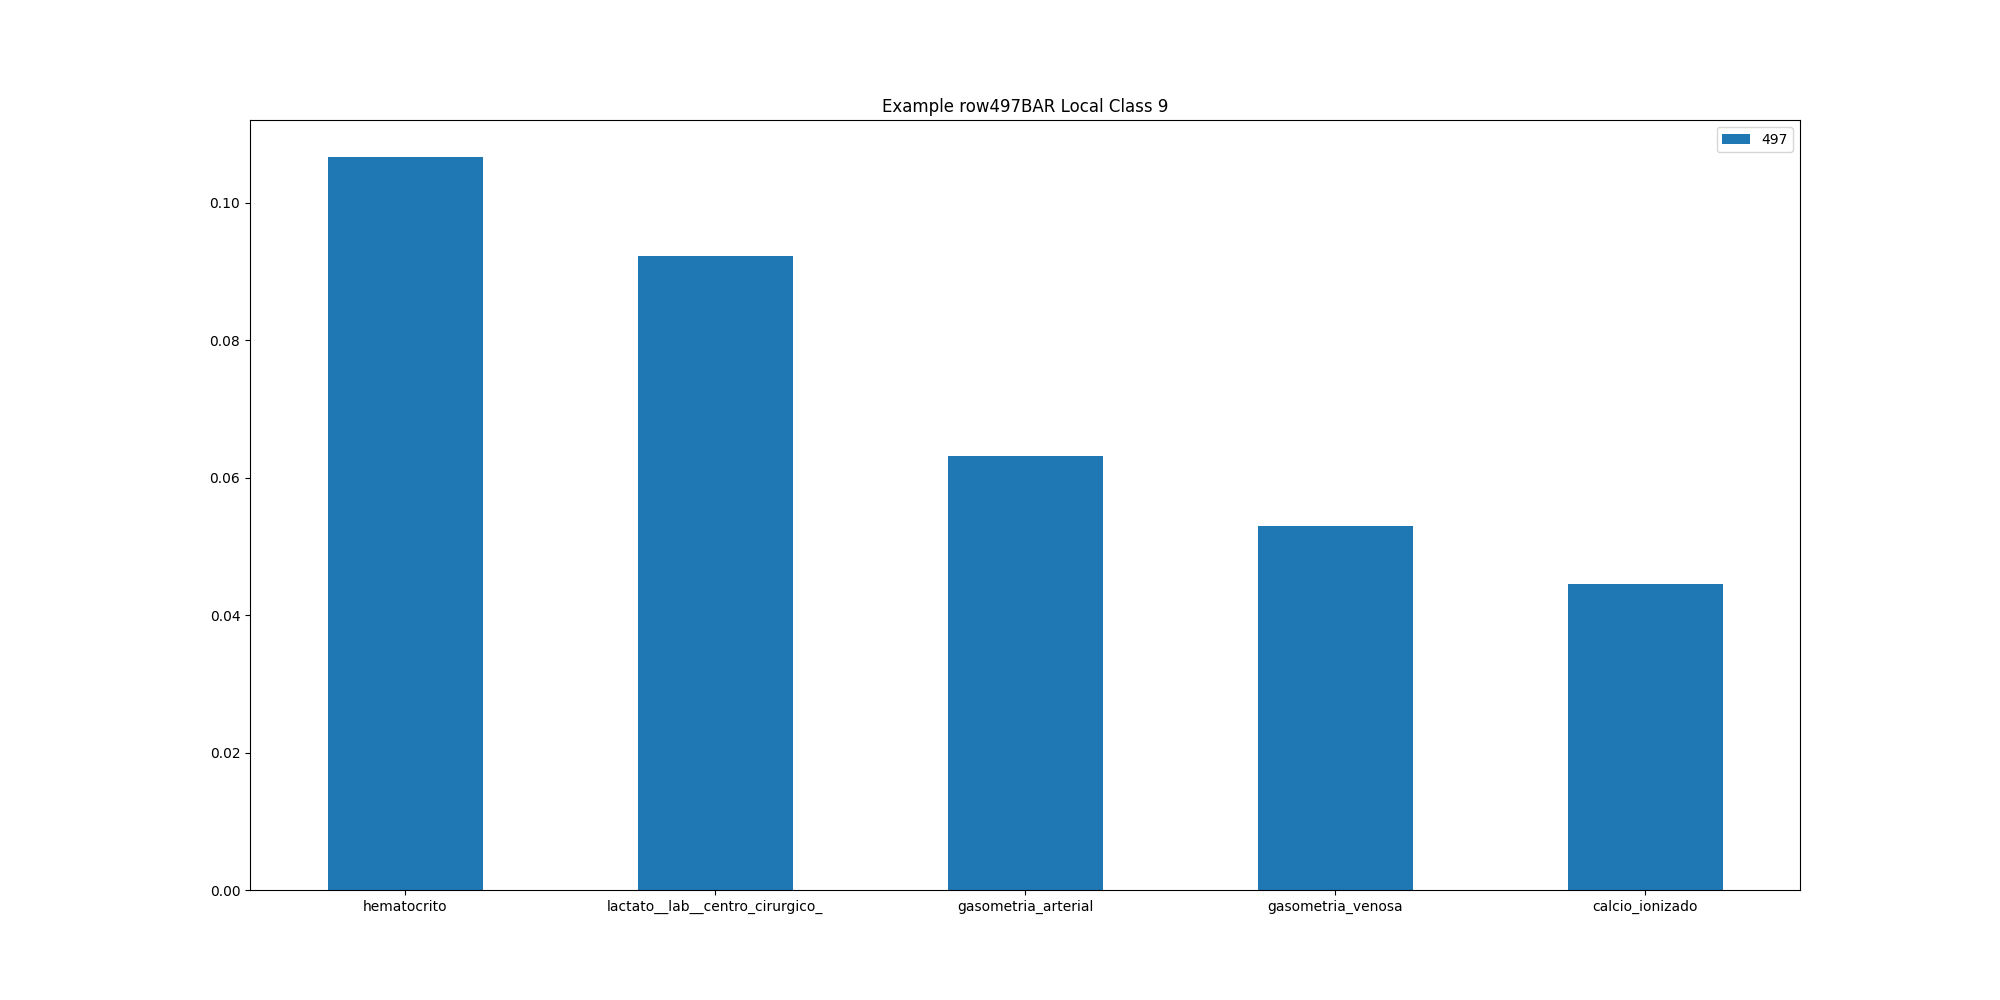 Example row497BAR Local Class 9
497
0.10
0.08
0.06
0.04
0.02
0.00
hematocrito
lactato__lab__centro_cirurgico_
gasometria_arterial
gasometria_venosa
calcio_ionizado